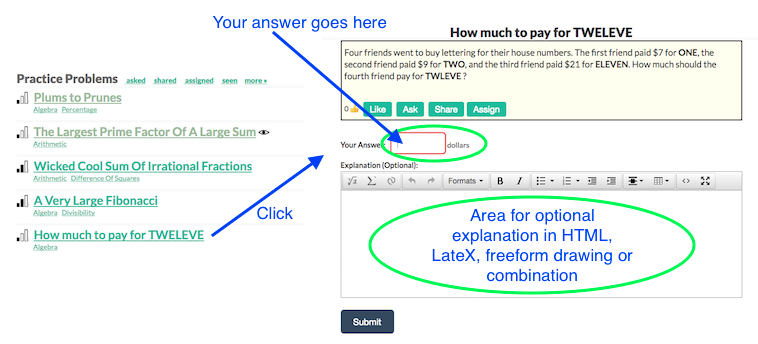 Your answer goes here
How much to pay for TWELEVE
Four friends went to buy lettering for their house numbers. The first friend paid $7 for ONE, the
second friend paid $9 for TWO, and the third friend paid $21 for ELEVEN. How much should the
fourth friend pay for TWLEVE ?
0 Like Ask Share Assign
Practice Problems asked shared assigned seen more
Plums to Prunes
Algebra Percentage
The Largest Prime Factor Of A Large Sum
Arithmetic
Wicked Cool Sum Of Irrational Fractions
Arithmetic Difference Of Squares
A Very Large Fibonacci
Algebra Divisibility
How much to pay for TWELEVE
Algebra
Click
Your Answer: dollars
Explanation (Optional):
Formats B I
Area for optional
explanation in HTML,
LateX, freeform drawing or
combination
Submit